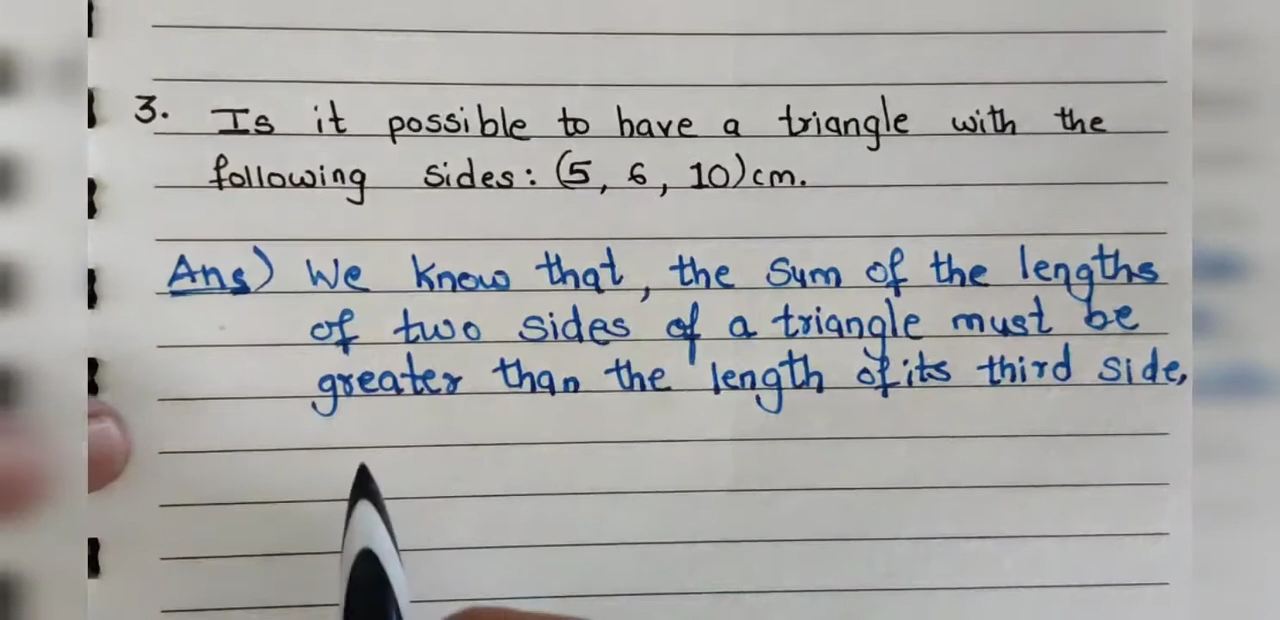 3. Is it possible to have a triangle with the
following sides: (5, 6, 10)cm.
Ans) We know that, the sum of the lengths
of two sides of a triangle must be
greater than the length of its third side,